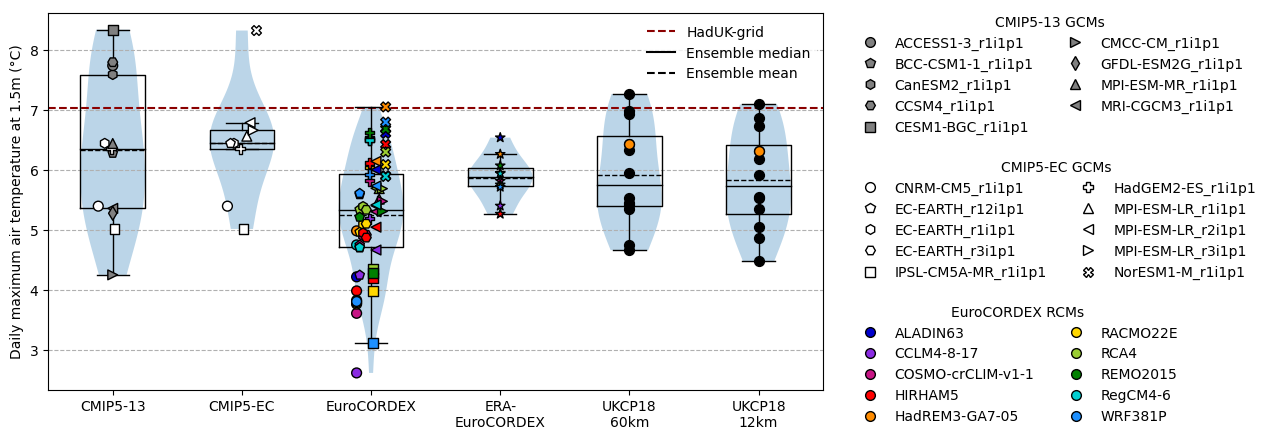 Daily maximum air temperature at 1.5m (°C)
8
7
6
5
4
3
HadUK-grid
Ensemble median
Ensemble mean
CMIP5-13
CMIP5-EC
EuroCORDEX
ERA-
EuroCORDEX
UKCP18
60km
UKCP18
12km
CMIP5-13 GCMs
ACCESS1-3_r1i1p1
BCC-CSM1-1_r1i1p1
CanESM2_r1i1p1
CCSM4_r1i1p1
CESM1-BGC_r1i1p1
CMCC-CM_r1i1p1
GFDL-ESM2G_r1i1p1
MPI-ESM-MR_r1i1p1
MRI-CGCM3_r1i1p1
CMIP5-EC GCMs
CNRM-CM5_r1i1p1
EC-EARTH_r12i1p1
EC-EARTH_r1i1p1
EC-EARTH_r3i1p1
IPSL-CM5A-MR_r1i1p1
HadGEM2-ES_r1i1p1
MPI-ESM-LR_r1i1p1
MPI-ESM-LR_r2i1p1
MPI-ESM-LR_r3i1p1
NorESM1-M_r1i1p1
EuroCORDEX RCMs
ALADIN63
CCLM4-8-17
COSMO-crCLIM-v1-1
HIRHAM5
HadREM3-GA7-05
RACMO22E
RCA4
REMO2015
RegCM4-6
WRF381P